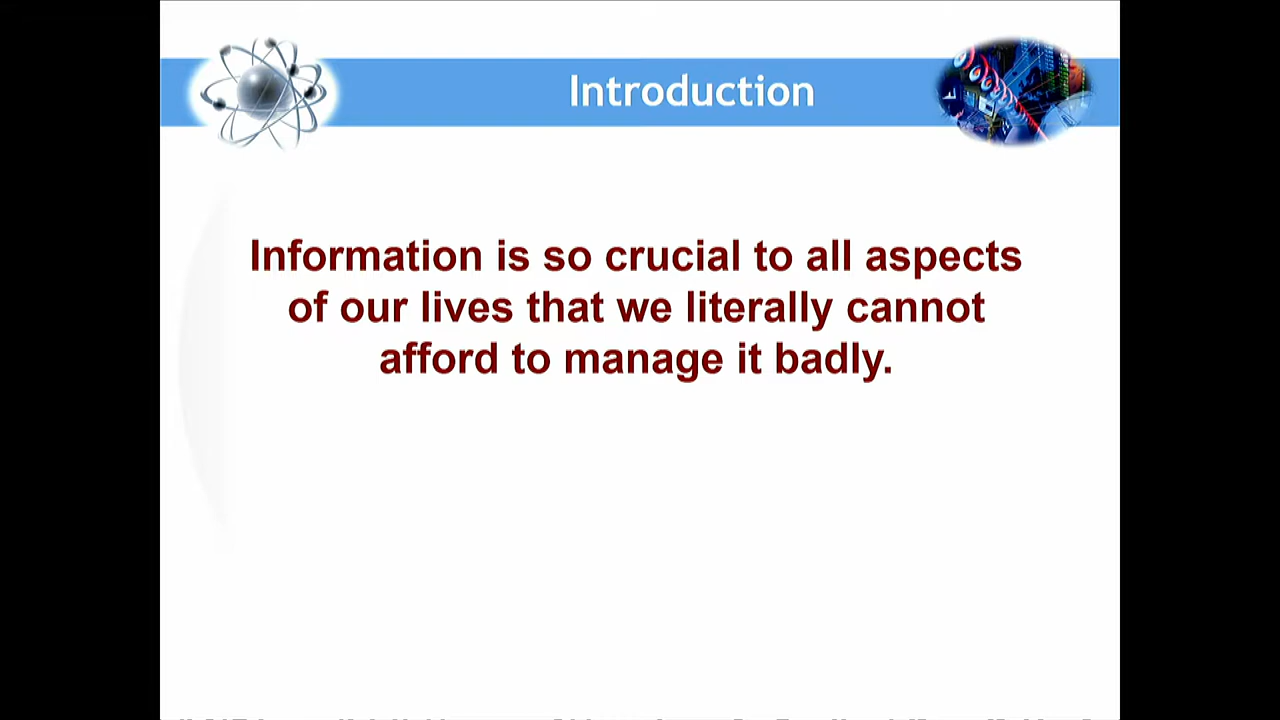 Introduction
Information is so crucial to all aspects
of our lives that we literally cannot
afford to manage it badly.